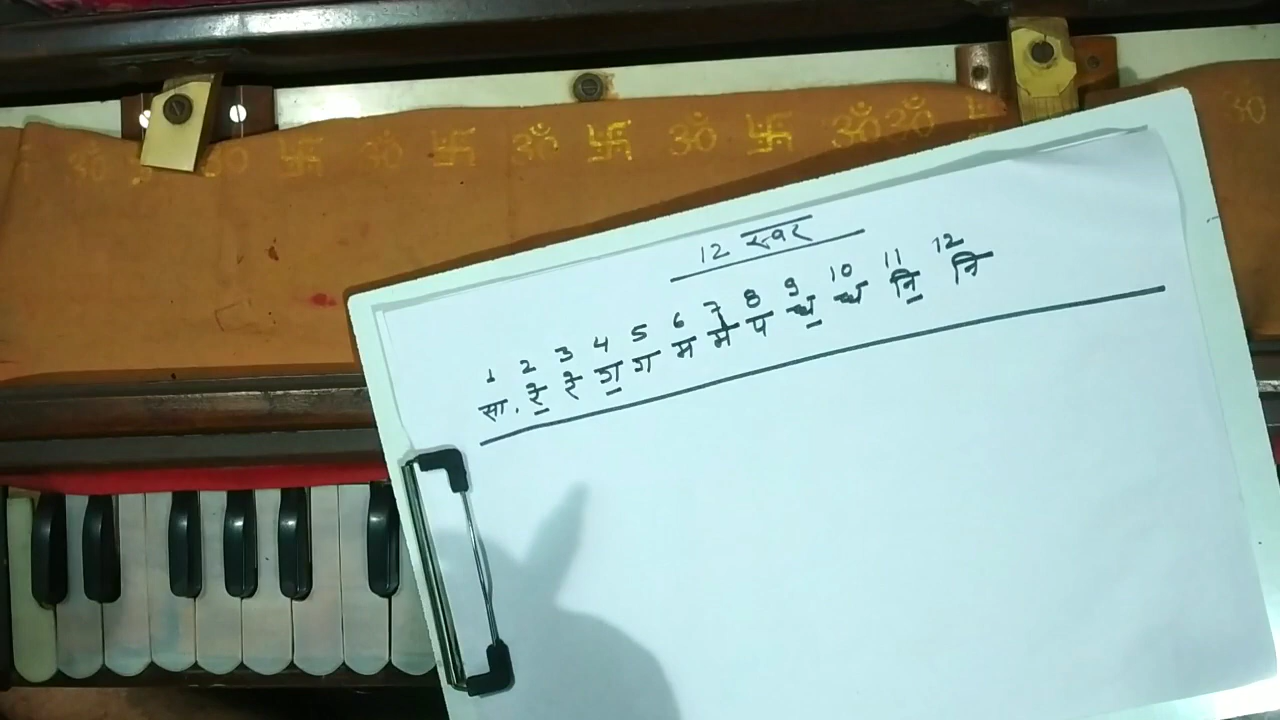 ॐ ॐ 卐 ॐ 卐 ॐ 卐 ॐ 卐 ॐ ॐ ॐ
12 स्वर
1 2 3 4 5 6 7 8 9 10 11 12
सा . रे॒ रे ग॒ ग म मे प ध॒ ध नि॒ नि